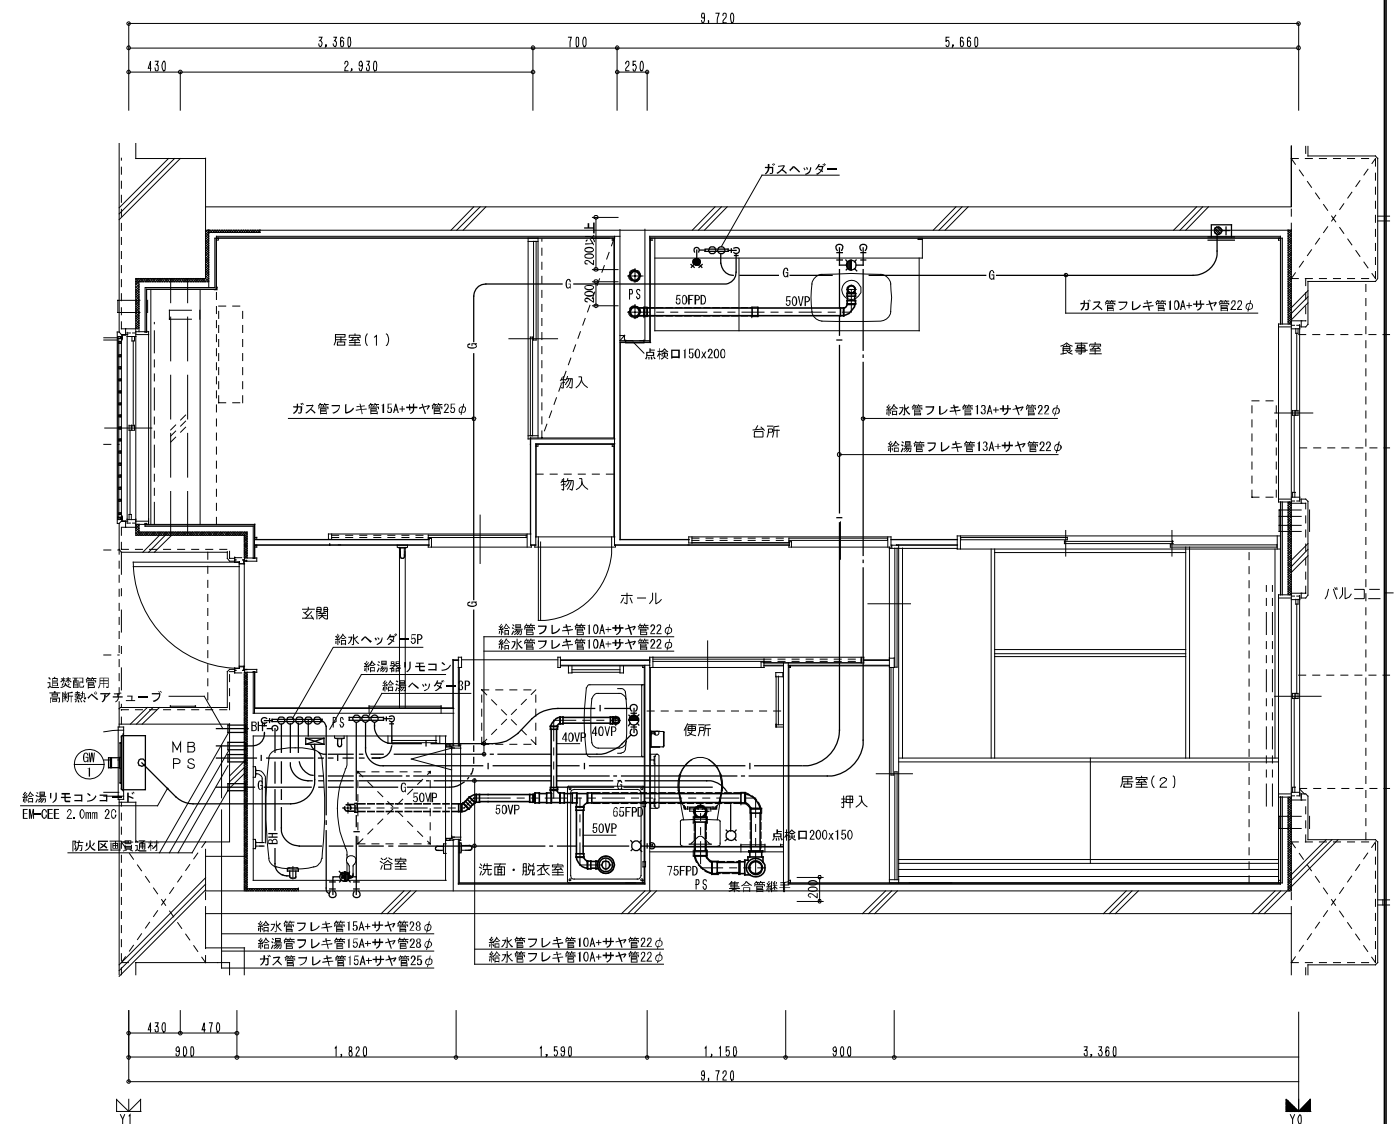 9,720
3,360
700
5,660
430
2,930
250
ガスヘッダー
200以上
200
G
G
G
PS
50FPD
50VP
ガス管フレキ管10A+サヤ管22φ
居室(1)
点検口150x200
食事室
G
物入
ガス管フレキ管15A+サヤ管25φ
給水管フレキ管13A+サヤ管22φ
台所
給湯管フレキ管13A+サヤ管22φ
物入
バルコニー
G
ホール
玄関
給湯管フレキ管10A+サヤ管22φ
給水管フレキ管10A+サヤ管22φ
給水ヘッダー5P
給湯器リモコン
追焚配管用
高断熱ペアチューブ
給湯ヘッダー3P
PS
BH
便所
40VP
40VP
MB
PS
GW
1
居室(2)
G
G
G
給湯リモコンコード
EM-CEE 2.0mm 2C
50VP
50VP
65FPD
押入
BH
50VP
点検口200x150
防火区画貫通材
浴室
洗面・脱衣室
75FPD
PS
集合管継手
200
給水管フレキ管15A+サヤ管28φ
給湯管フレキ管15A+サヤ管28φ
ガス管フレキ管15A+サヤ管25φ
給水管フレキ管10A+サヤ管22φ
給水管フレキ管10A+サヤ管22φ
430
470
900
1,820
1,590
1,150
900
3,360
9,720
Y1
Y0